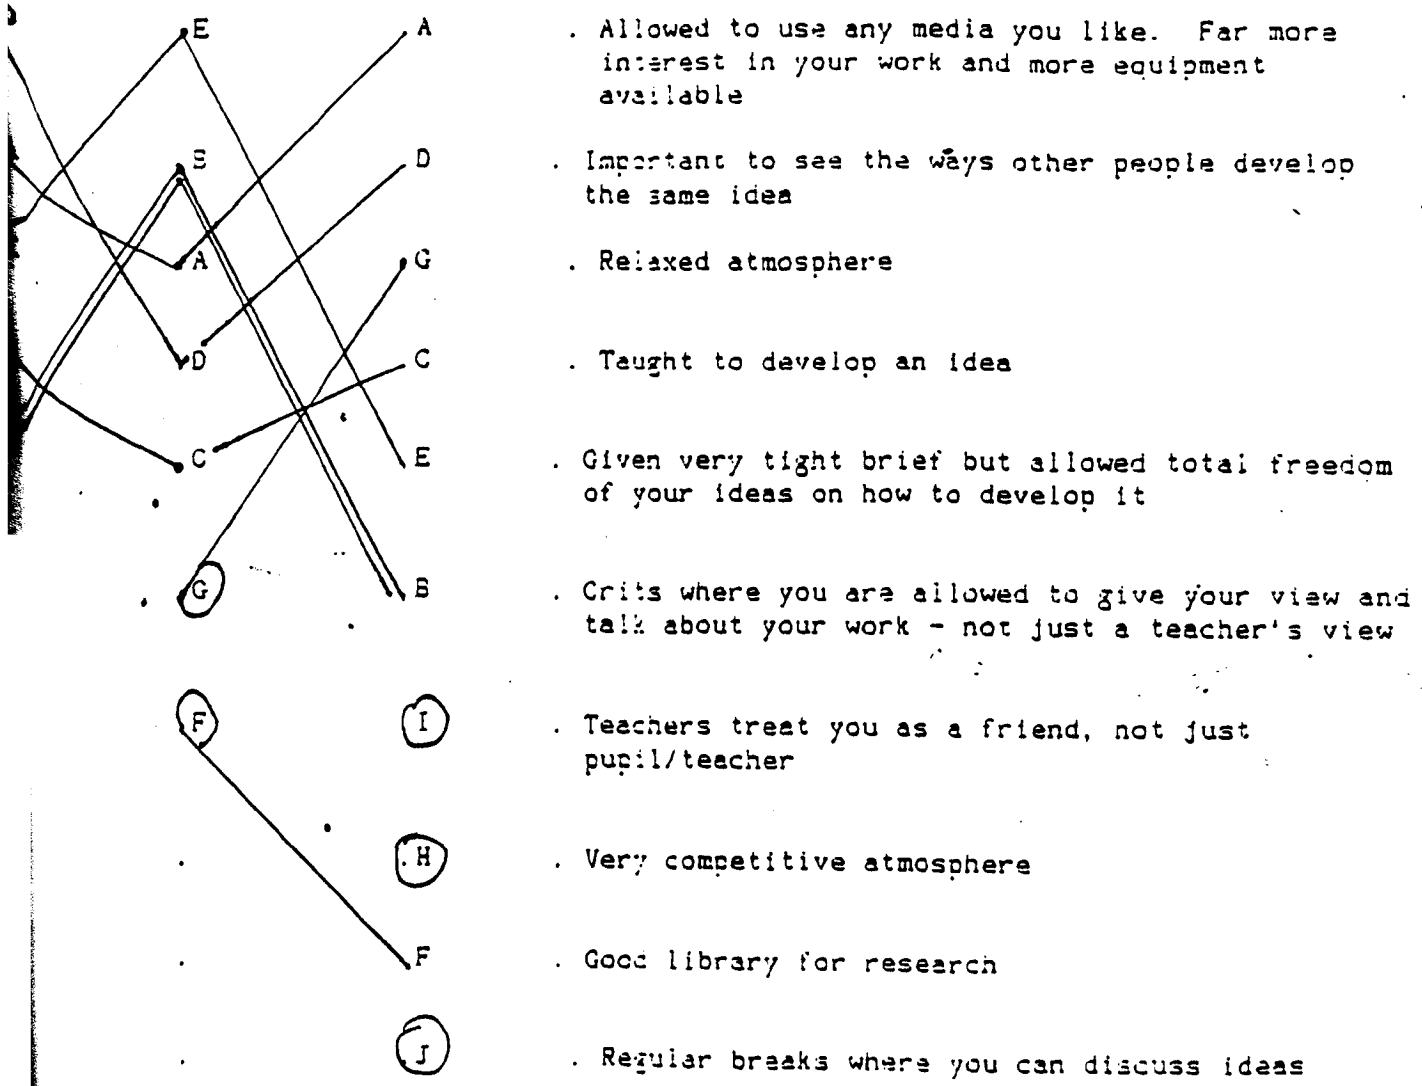 E A . Allowed to use any media you like. Far more
interest in your work and more equipment
available
B D . Important to see the ways other people develop
the same idea
A G . Relaxed atmosphere
D C . Taught to develop an idea
C E . Given very tight brief but allowed total freedom
of your ideas on how to develop it
G B . Crits where you are allowed to give your view and
talk about your work - not just a teacher's view
F I . Teachers treat you as a friend, not just
pupil/teacher
. H . Very competitive atmosphere
. F . Good library for research
. J . Regular breaks where you can discuss ideas